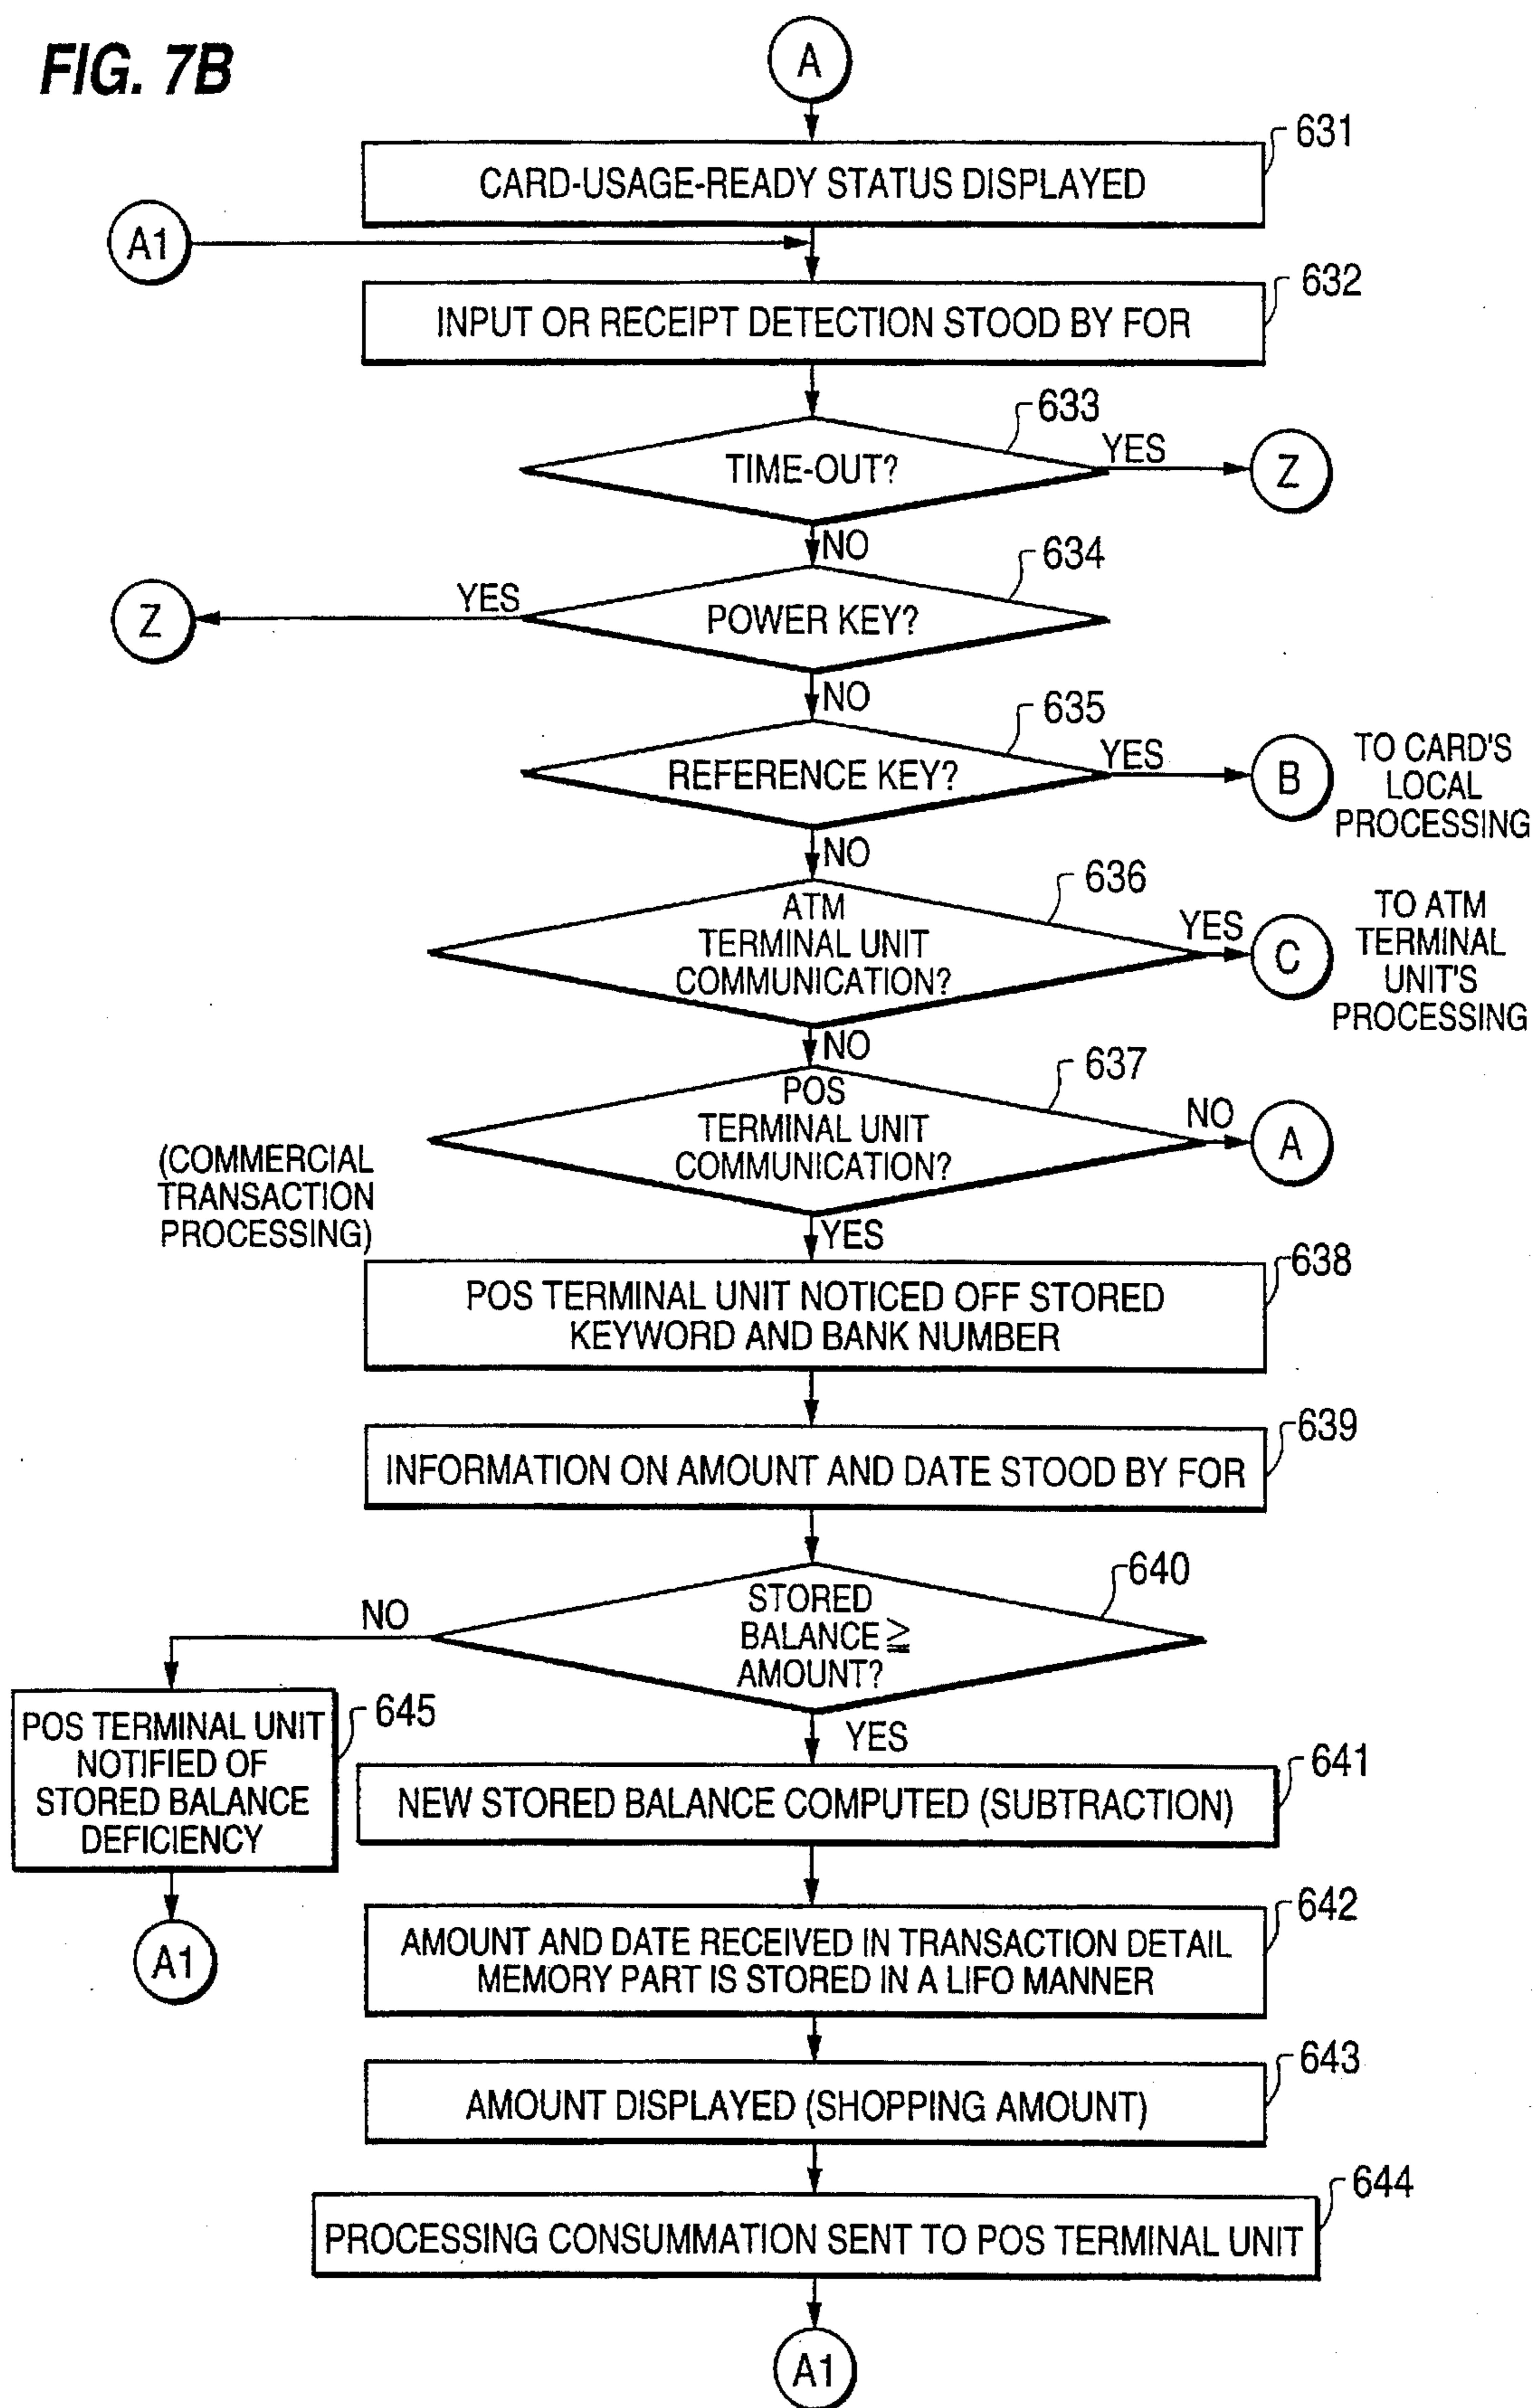 FIG. 7B
A
631
CARD-USAGE-READY STATUS DISPLAYED
A1
632
INPUT OR RECEIPT DETECTION STOOD BY FOR
633
TIME-OUT?
YES
Z
NO
634
POWER KEY?
YES
Z
NO
635
REFERENCE KEY?
YES
B
TO CARD'S
LOCAL
PROCESSING
NO
636
ATM
TERMINAL UNIT
COMMUNICATION?
YES
C
TO ATM
TERMINAL
UNIT'S
PROCESSING
NO
637
POS
TERMINAL UNIT
COMMUNICATION?
NO
A
(COMMERCIAL
TRANSACTION
PROCESSING)
YES
638
POS TERMINAL UNIT NOTICED OFF STORED
KEYWORD AND BANK NUMBER
639
INFORMATION ON AMOUNT AND DATE STOOD BY FOR
640
STORED
BALANCE ≧
AMOUNT?
NO
645
POS TERMINAL UNIT
NOTIFIED OF
STORED BALANCE
DEFICIENCY
A1
YES
641
NEW STORED BALANCE COMPUTED (SUBTRACTION)
642
AMOUNT AND DATE RECEIVED IN TRANSACTION DETAIL
MEMORY PART IS STORED IN A LIFO MANNER
643
AMOUNT DISPLAYED (SHOPPING AMOUNT)
644
PROCESSING CONSUMMATION SENT TO POS TERMINAL UNIT
A1